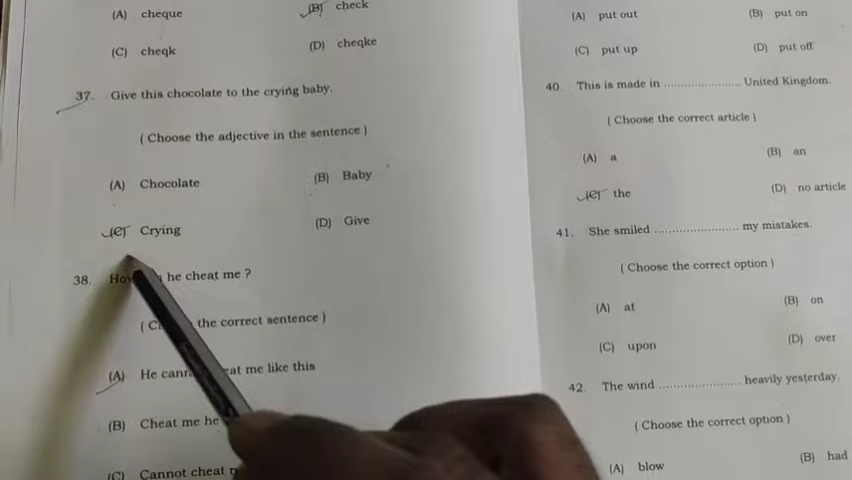 (A) cheque (B) check
(C) cheqk (D) cheqke
37. Give this chocolate to the crying baby.
( Choose the adjective in the sentence )
(A) Chocolate (B) Baby
Crying (D) Give
38. he cheat me ?
the correct sentence )
(A) He me like this
(B) Cheat me he
(C) Cannot cheat
(A) put out (B) put on
(C) put up (D) put off
40. This is made in ...................... United Kingdom.
( Choose the correct article )
(A) a (B) an
the (D) no article
41. She smiled ........................ my mistakes.
( Choose the correct option )
(A) at (B) on
(C) upon (D) over
42. The wind ....................... heavily yesterday.
( Choose the correct option )
(A) blow (B) had